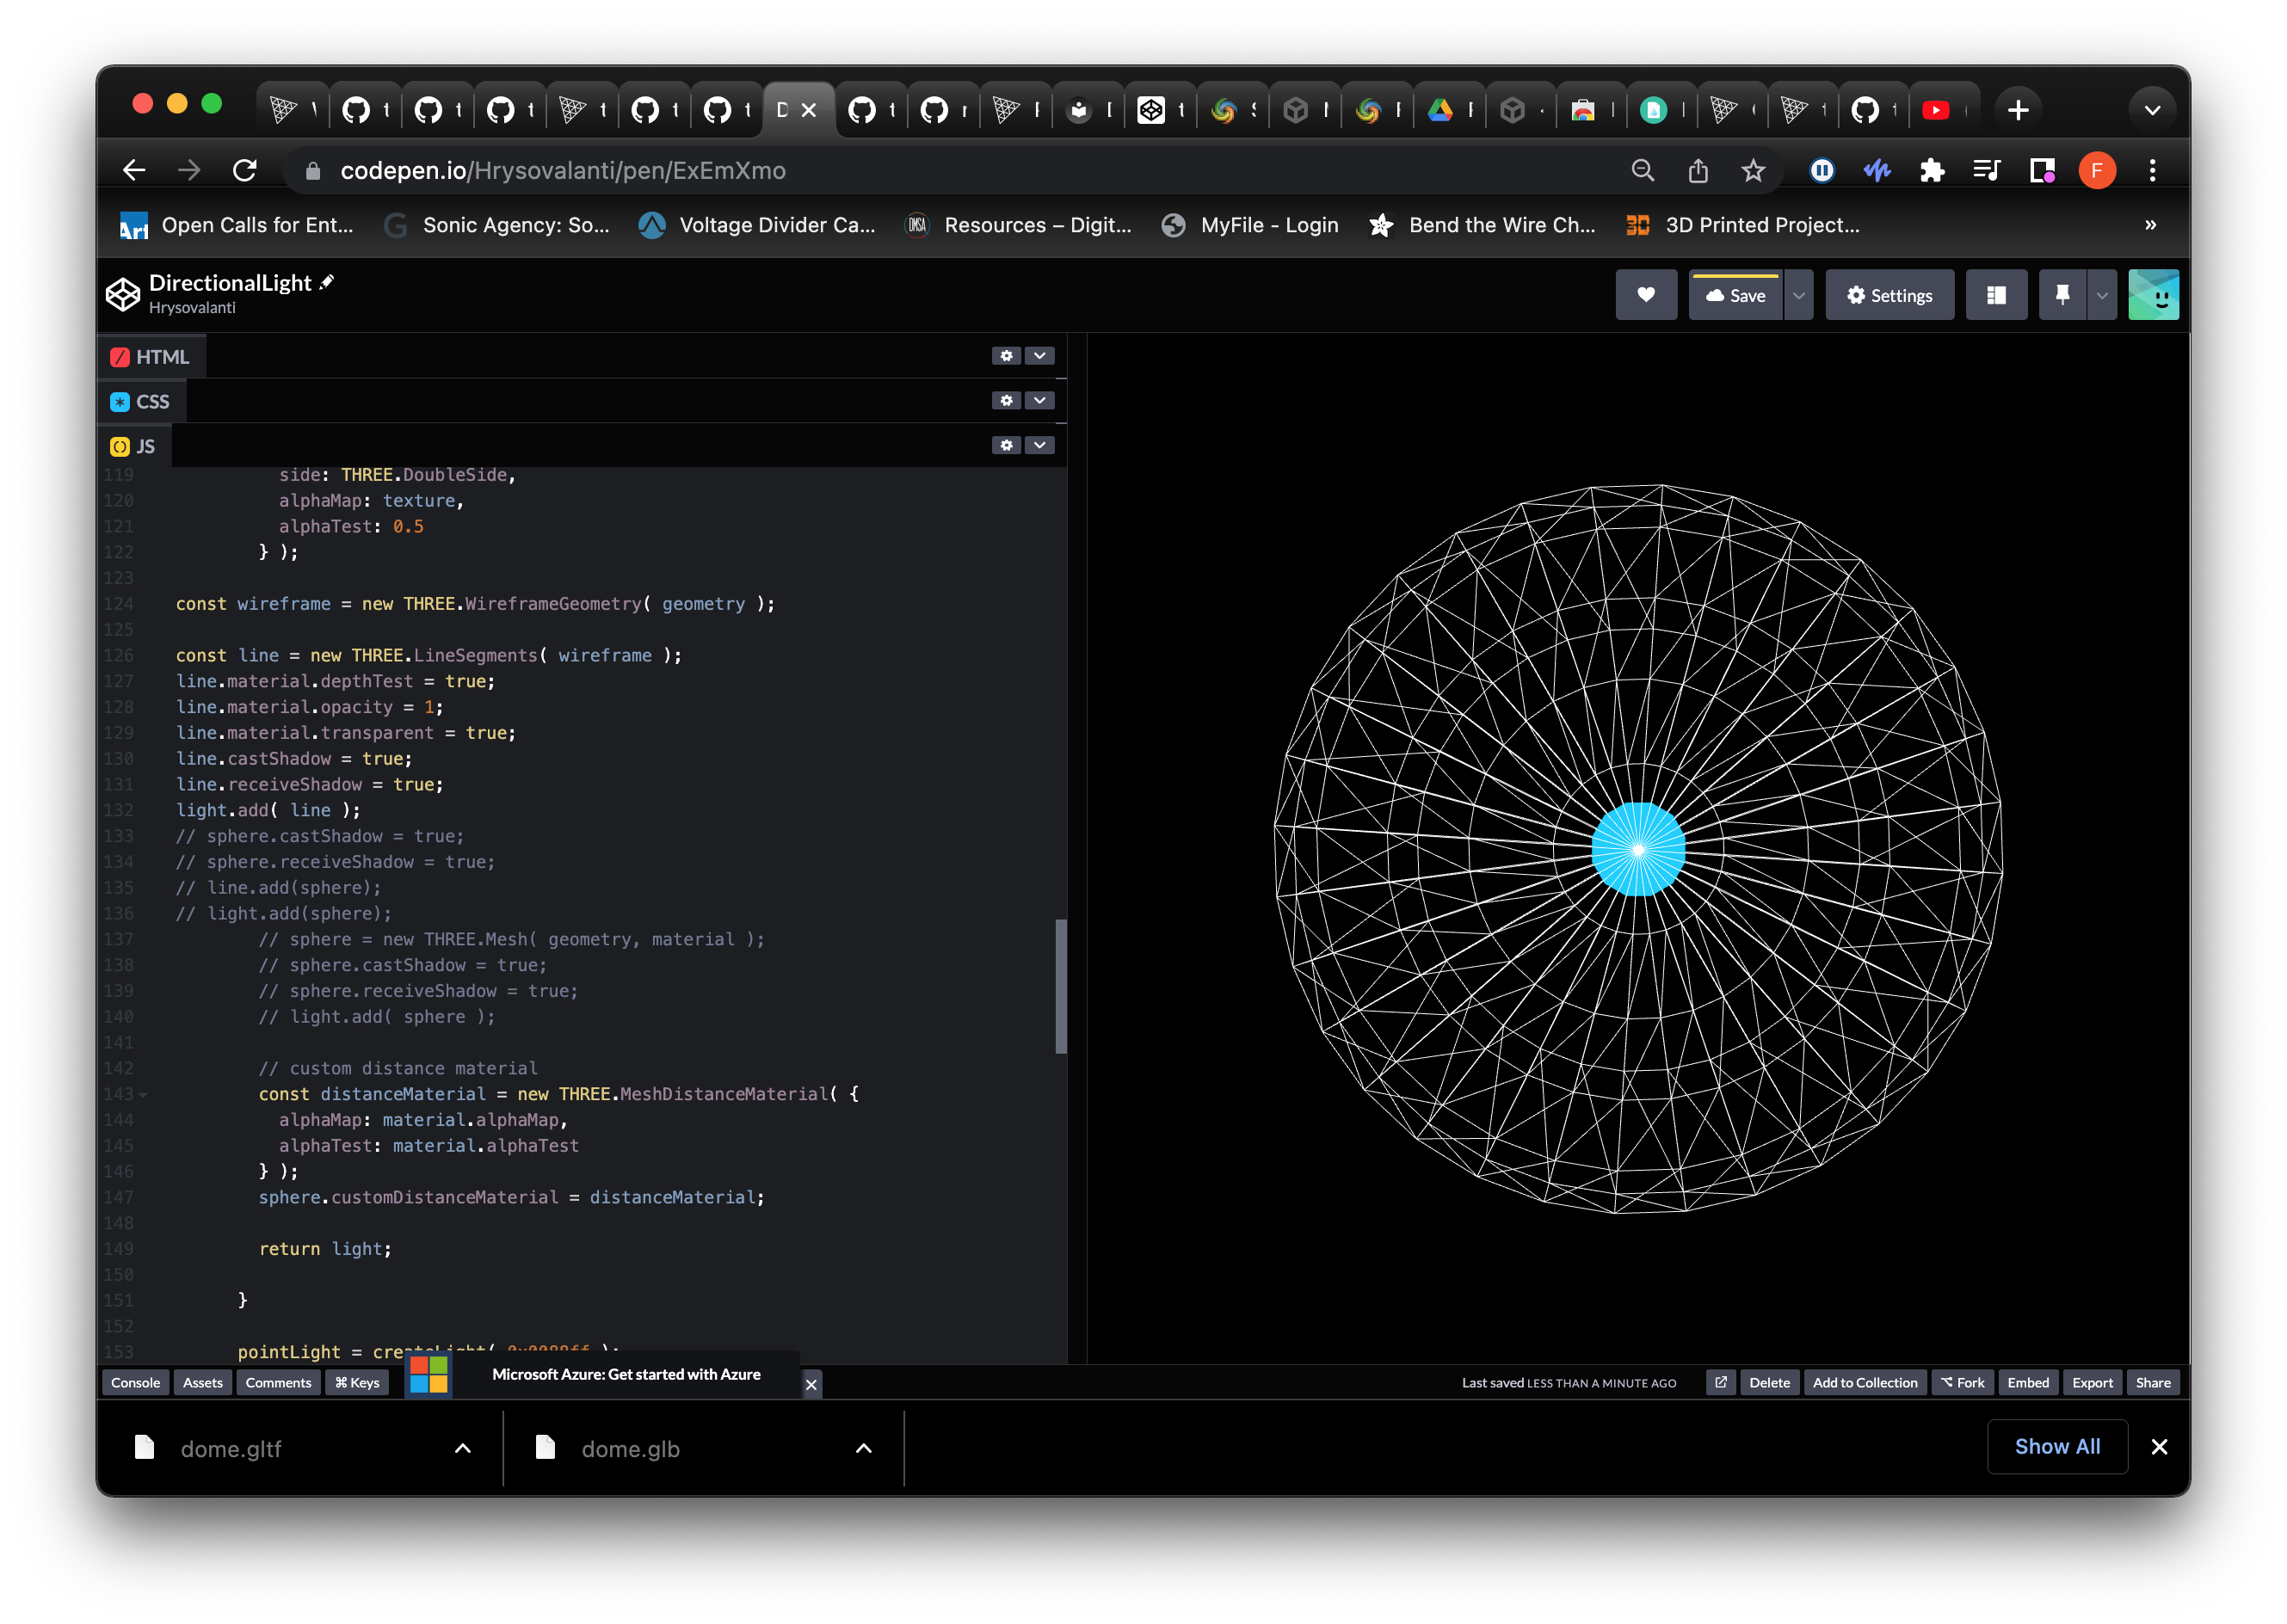 codepen.io/Hrysovalanti/pen/ExEmXmo
F
Open Calls for Ent...
Sonic Agency: So...
Voltage Divider Ca...
Resources – Digit...
MyFile - Login
Bend the Wire Ch...
3D Printed Project...
DirectionalLight
Hrysovalanti
Save
Settings
HTML
CSS
JS
119 side: THREE.DoubleSide,
120 alphaMap: texture,
121 alphaTest: 0.5
122 } );
123
124 const wireframe = new THREE.WireframeGeometry( geometry );
125
126 const line = new THREE.LineSegments( wireframe );
127 line.material.depthTest = true;
128 line.material.opacity = 1;
129 line.material.transparent = true;
130 line.castShadow = true;
131 line.receiveShadow = true;
132 light.add( line );
133 // sphere.castShadow = true;
134 // sphere.receiveShadow = true;
135 // line.add(sphere);
136 // light.add(sphere);
137 // sphere = new THREE.Mesh( geometry, material );
138 // sphere.castShadow = true;
139 // sphere.receiveShadow = true;
140 // light.add( sphere );
141
142 // custom distance material
143 const distanceMaterial = new THREE.MeshDistanceMaterial( {
144 alphaMap: material.alphaMap,
145 alphaTest: material.alphaTest
146 } );
147 sphere.customDistanceMaterial = distanceMaterial;
148
149 return light;
150
151 }
152
153 pointLight = createLight( 0x0088ff );
Console
Assets
Comments
⌘ Keys
Microsoft Azure: Get started with Azure
Last saved LESS THAN A MINUTE AGO
Delete
Add to Collection
Fork
Embed
Export
Share
dome.gltf
dome.glb
Show All